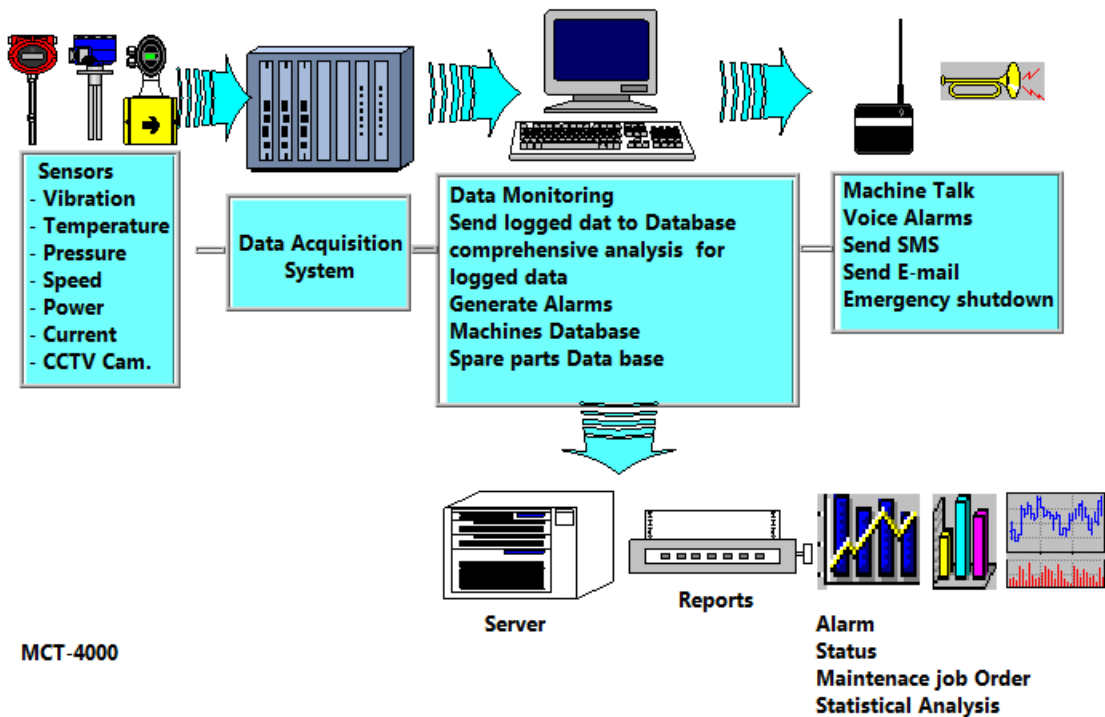 Sensors
- Vibration
- Temperature
- Pressure
- Speed
- Power
- Current
- CCTV Cam.
Data Acquisition
System
Data Monitoring
Send logged dat to Database
comprehensive analysis for
logged data
Generate Alarms
Machines Database
Spare parts Data base
Machine Talk
Voice Alarms
Send SMS
Send E-mail
Emergency shutdown
Server
Reports
Alarm
Status
Maintenace job Order
Statistical Analysis
MCT-4000